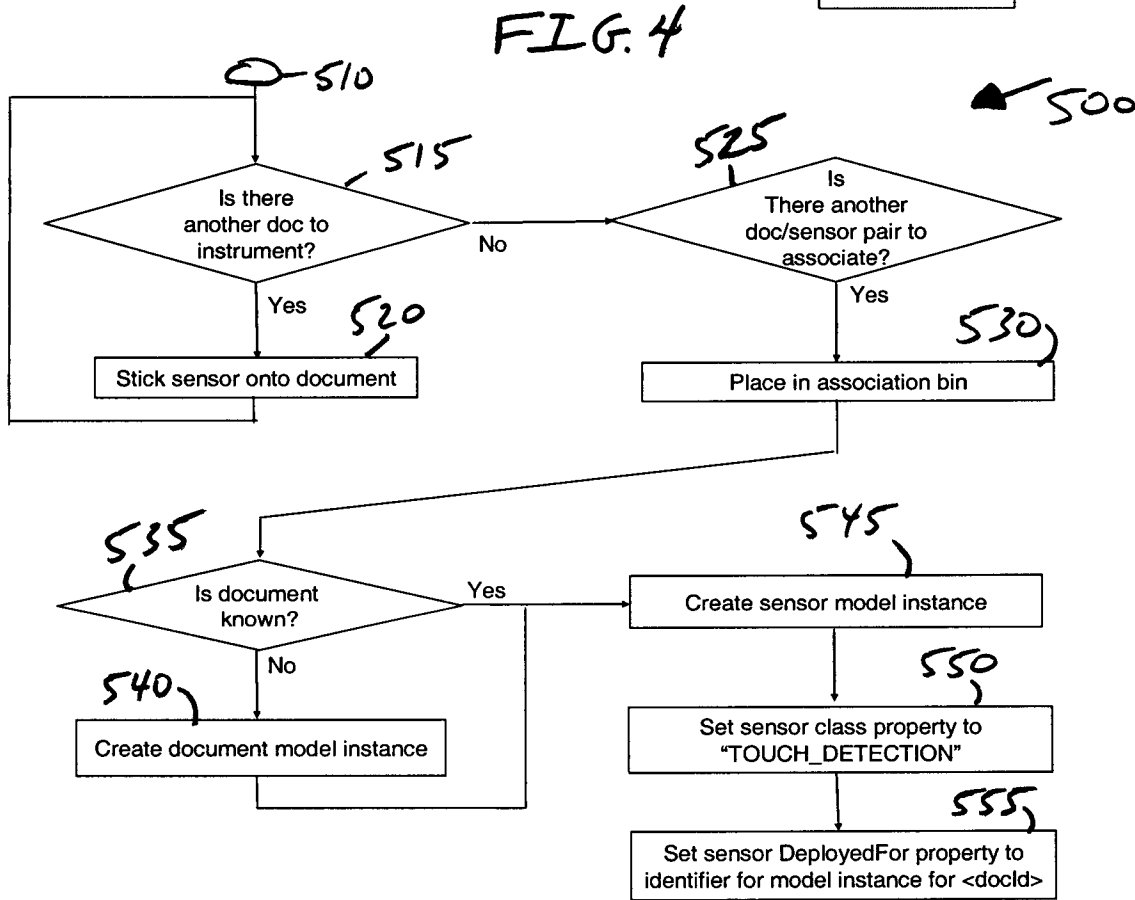 FIG. 4
510
500
515
525
Is there
another doc to
instrument?
Is
There another
doc/sensor pair to
associate?
No
Yes
Yes
520
530
Stick sensor onto document
Place in association bin
535
545
Is document
known?
Yes
Create sensor model instance
No
540
550
Create document model instance
Set sensor class property to
“TOUCH_DETECTION”
555
Set sensor DeployedFor property to
identifier for model instance for <docId>